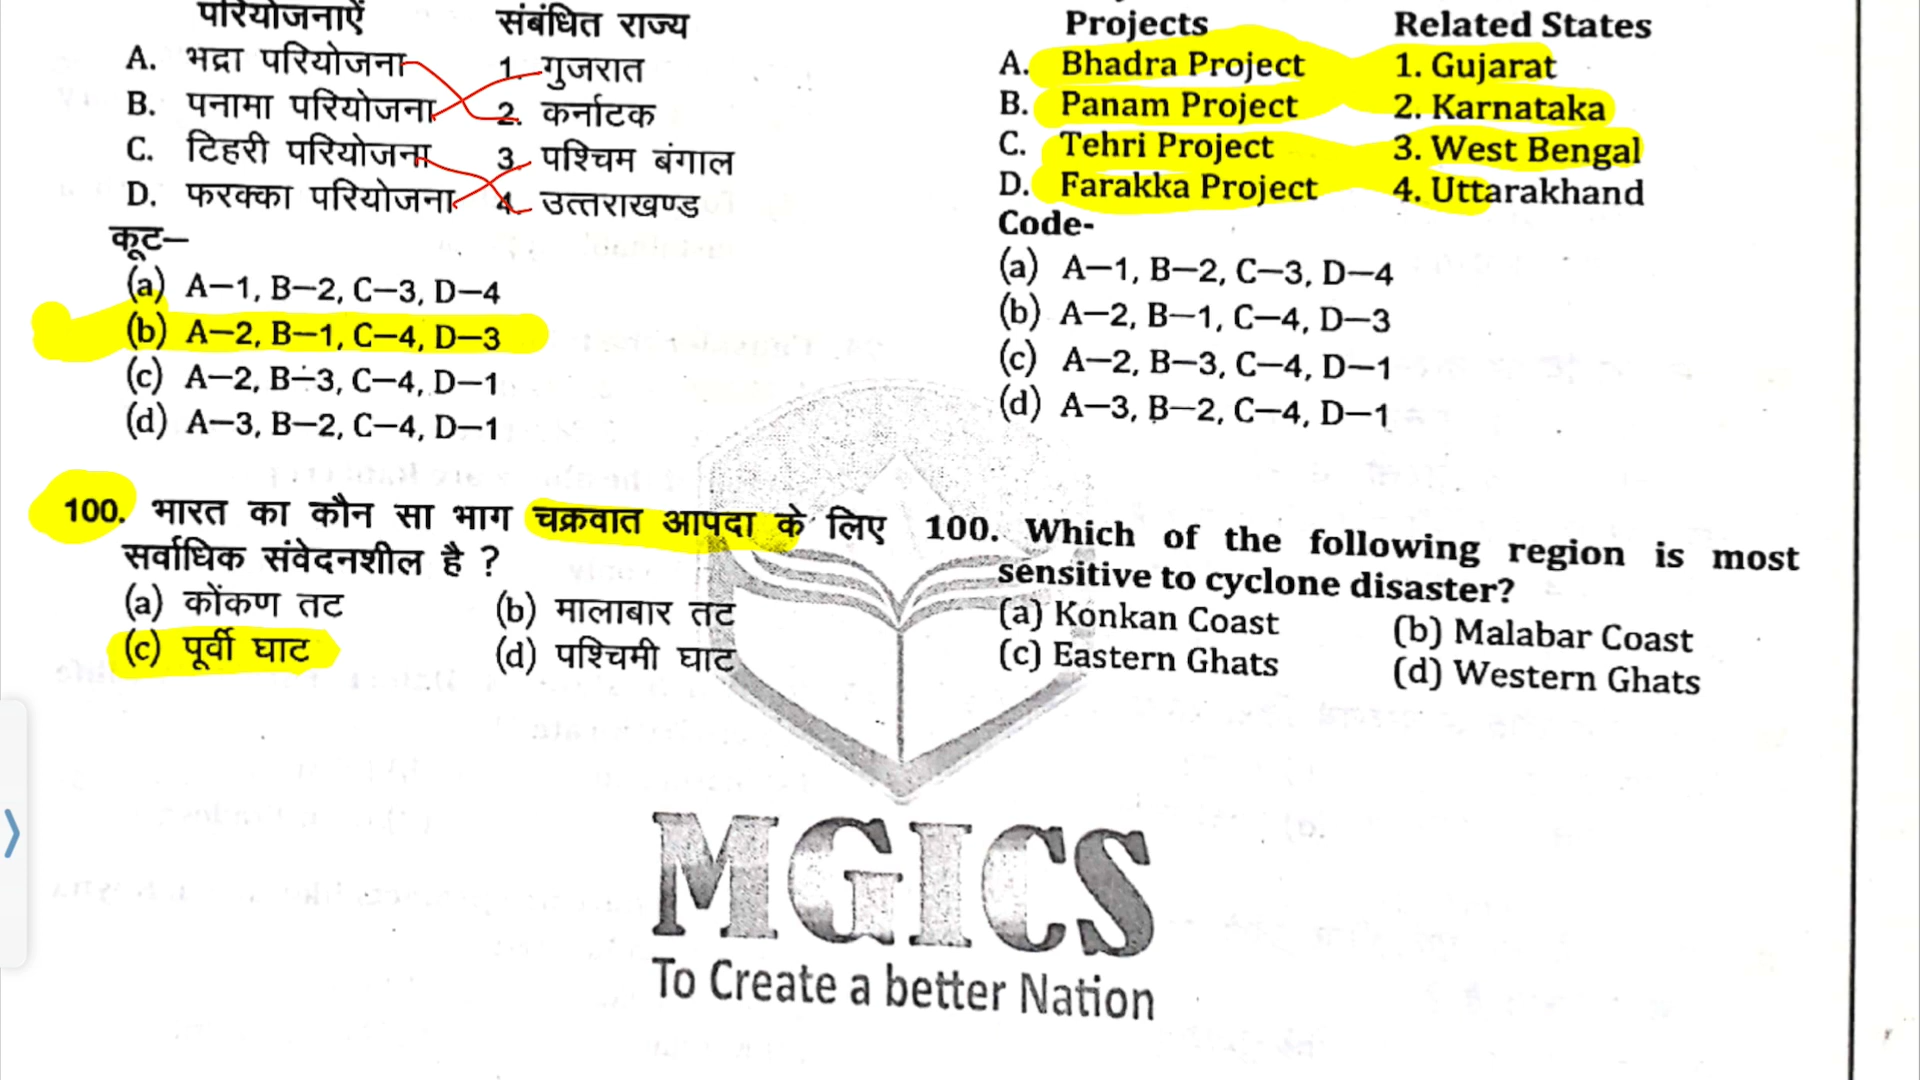 परियोजनाऐं संबंधित राज्य
A. भद्रा परियोजना 1. गुजरात
B. पनामा परियोजना 2. कर्नाटक
C. टिहरी परियोजना 3. पश्चिम बंगाल
D. फरक्का परियोजना 4. उत्तराखण्ड
कूट–
(a) A–1, B–2, C–3, D–4
(b) A–2, B–1, C–4, D–3
(c) A–2, B–3, C–4, D–1
(d) A–3, B–2, C–4, D–1
100. भारत का कौन सा भाग चक्रवात आपदा के लिए
सर्वाधिक संवेदनशील है ?
(a) कोंकण तट (b) मालाबार तट
(c) पूर्वी घाट (d) पश्चिमी घाट
Projects Related States
A. Bhadra Project 1. Gujarat
B. Panam Project 2. Karnataka
C. Tehri Project 3. West Bengal
D. Farakka Project 4. Uttarakhand
Code-
(a) A–1, B–2, C–3, D–4
(b) A–2, B–1, C–4, D–3
(c) A–2, B–3, C–4, D–1
(d) A–3, B–2, C–4, D–1
100. Which of the following region is most
sensitive to cyclone disaster?
(a) Konkan Coast (b) Malabar Coast
(c) Eastern Ghats (d) Western Ghats
MGICS
To Create a better Nation